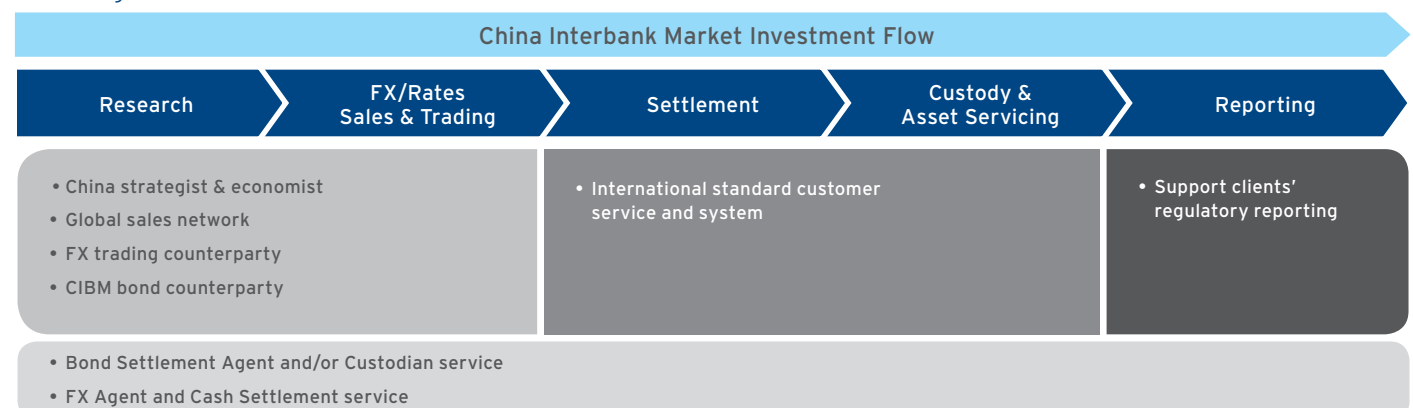 China Interbank Market Investment Flow
Research
FX/Rates
Sales & Trading
Settlement
Custody &
Asset Servicing
Reporting
• China strategist & economist
• Global sales network
• FX trading counterparty
• CIBM bond counterparty
• International standard customer
service and system
• Support clients'
regulatory reporting
• Bond Settlement Agent and/or Custodian service
• FX Agent and Cash Settlement service